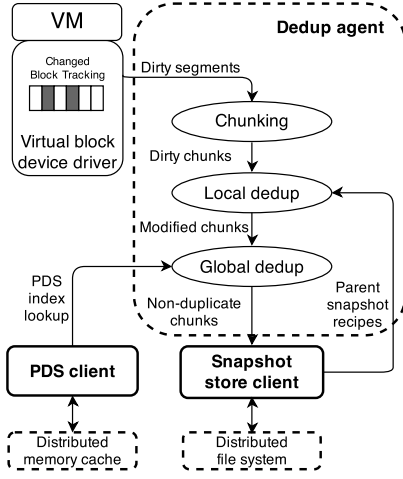 VM
Dedup agent
Changed
Block Tracking
Dirty segments
Chunking
Virtual block
device driver
Dirty chunks
Local dedup
Modified chunks
Global dedup
PDS
index
lookup
Non-duplicate
chunks
Parent
snapshot
recipes
PDS client
Snapshot
store client
Distributed
memory cache
Distributed
file system